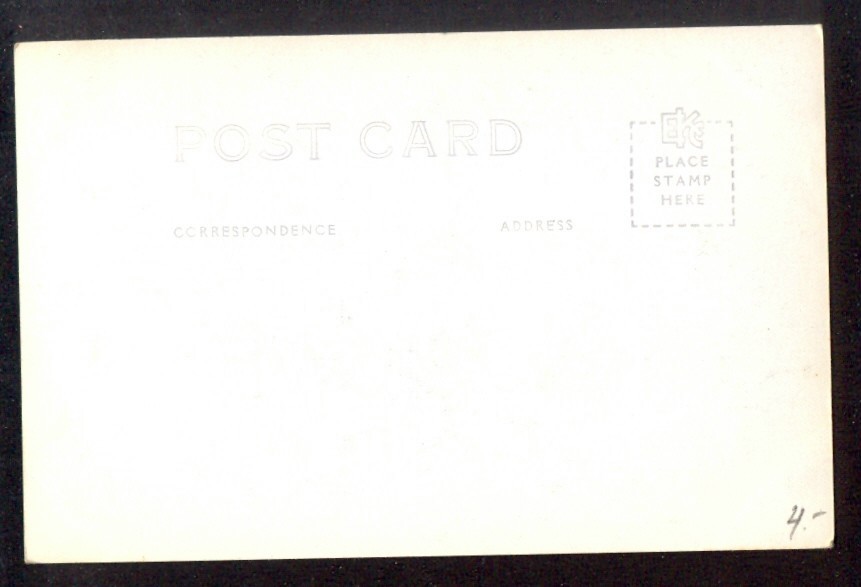 POST CARD
EKC
PLACE
STAMP
HERE
CORRESPONDENCE
ADDRESS
4.-